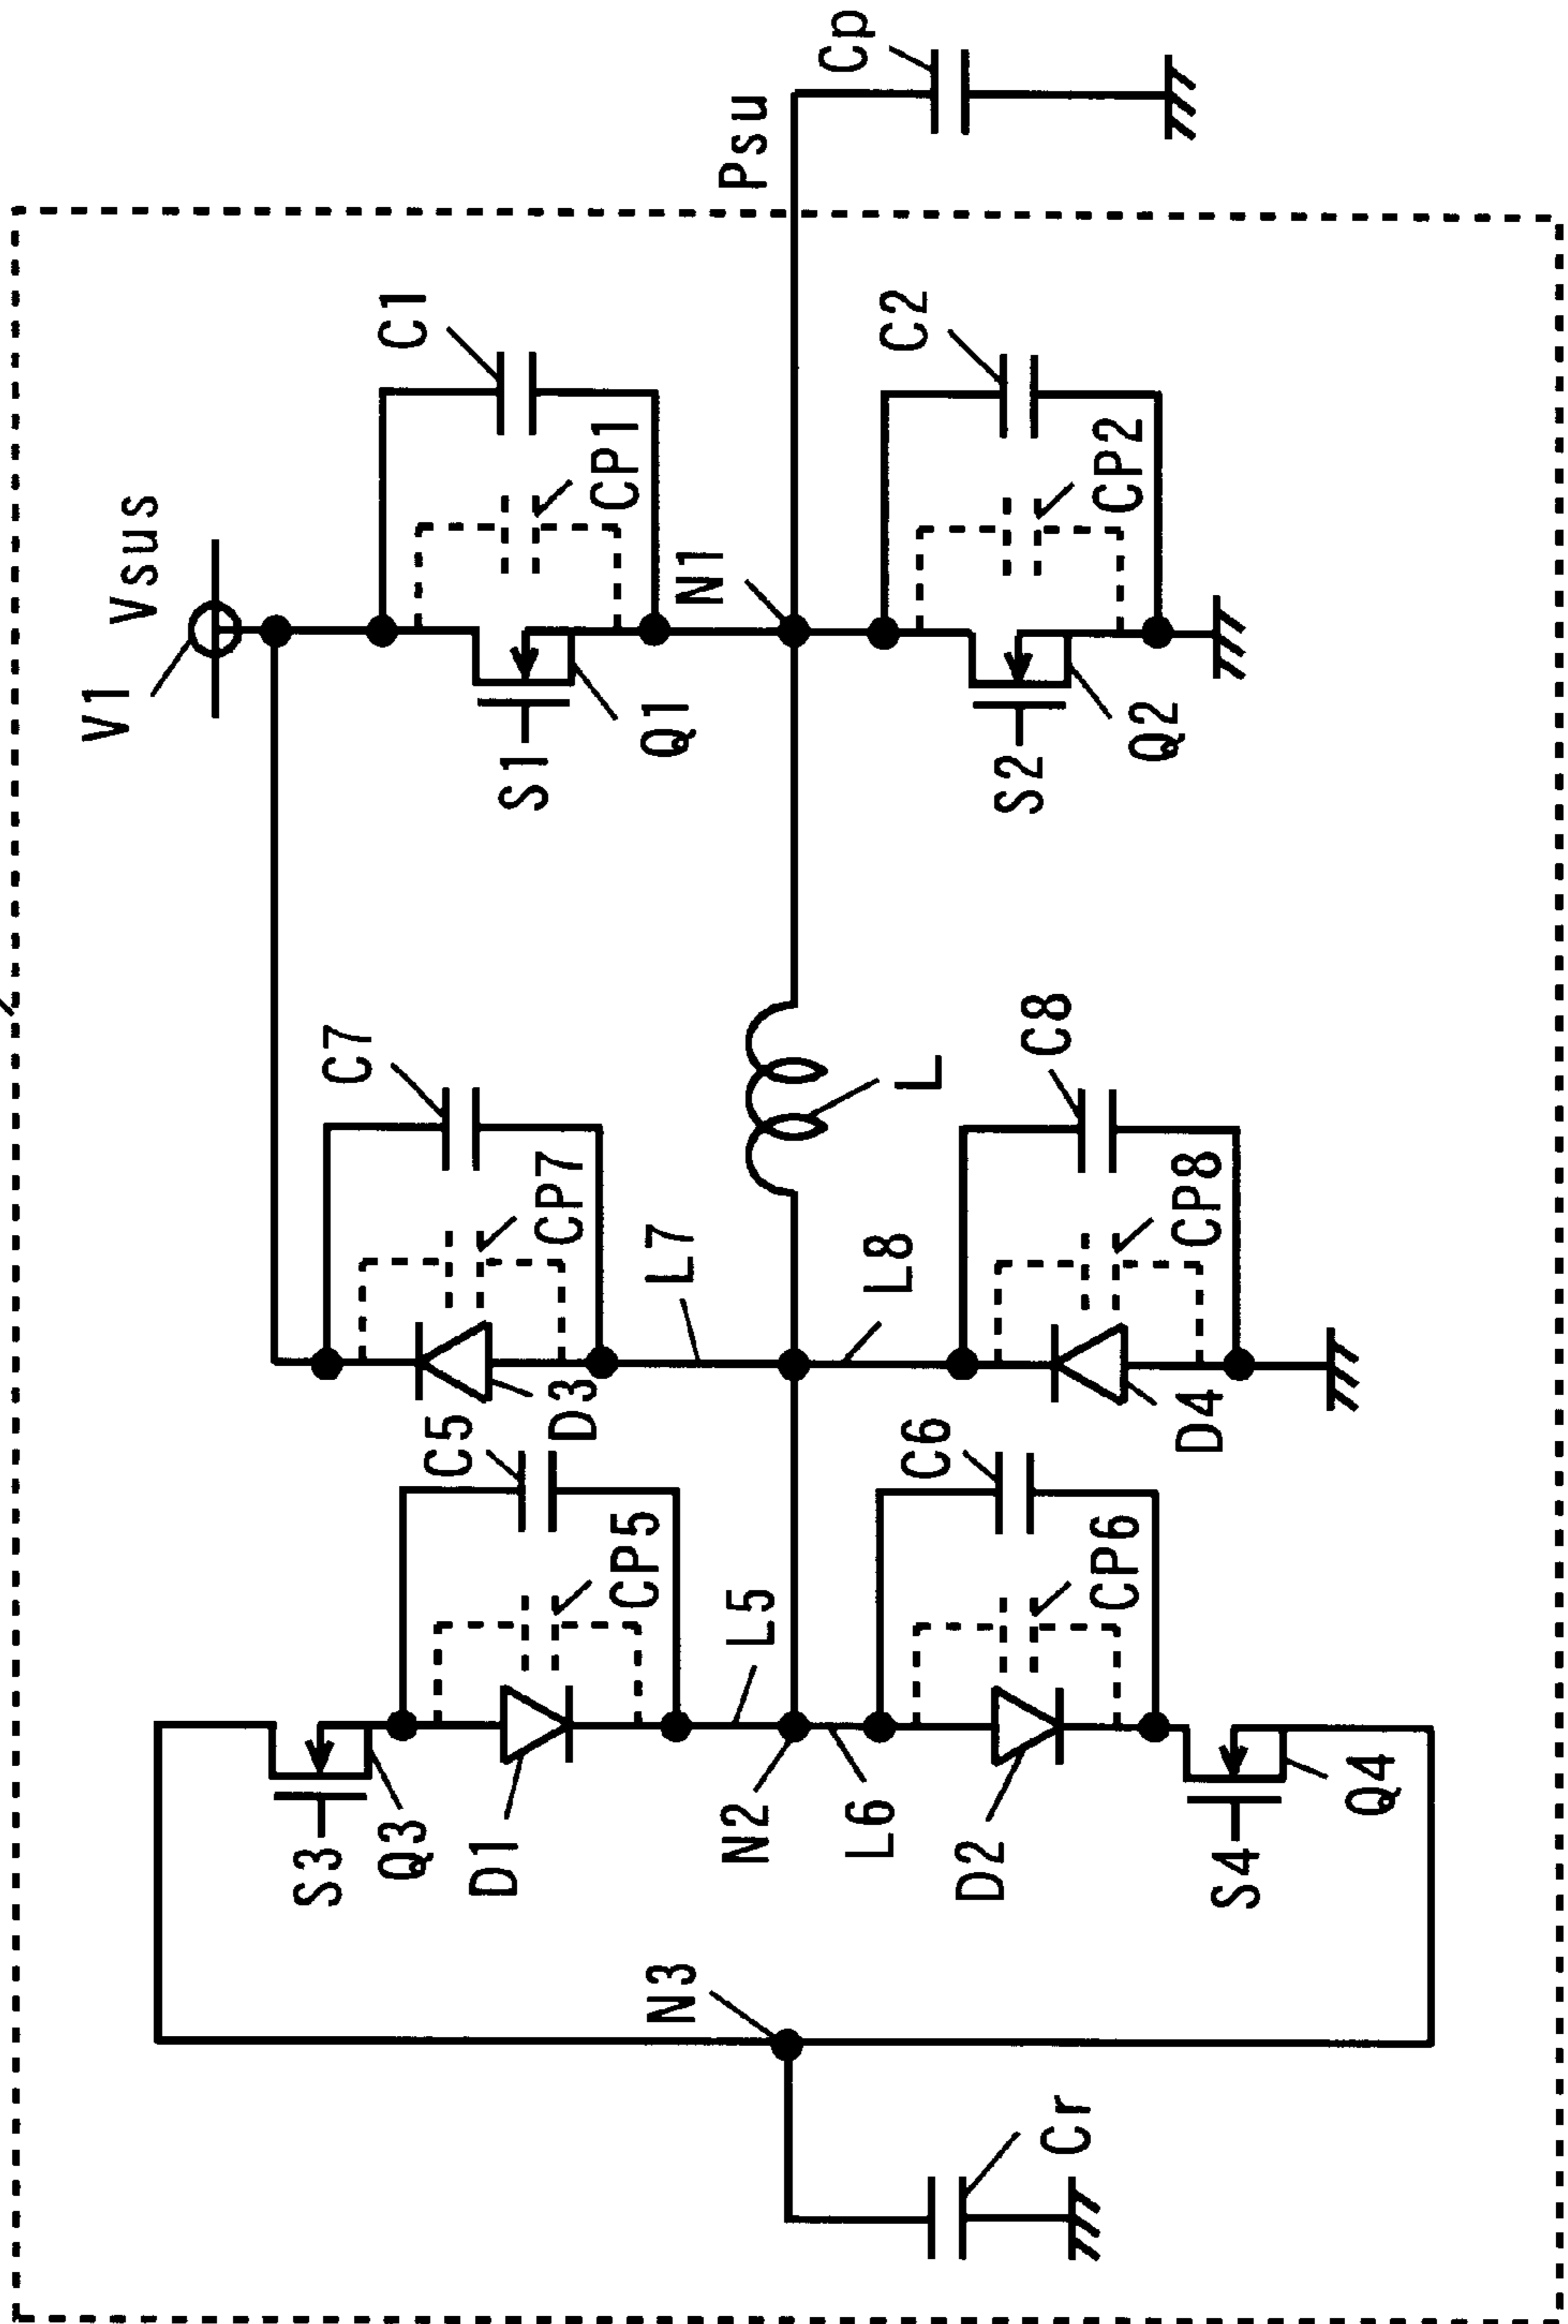 V1
Vsus
S3
Q3
D1
C5
CP5
L5
N2
L6
D2
C6
CP6
S4
Q4
N3
Cr
C7
CP7
D3
L7
L
L8
C8
CP8
D4
S1
Q1
C1
CP1
N1
S2
Q2
C2
CP2
Psu
Cp